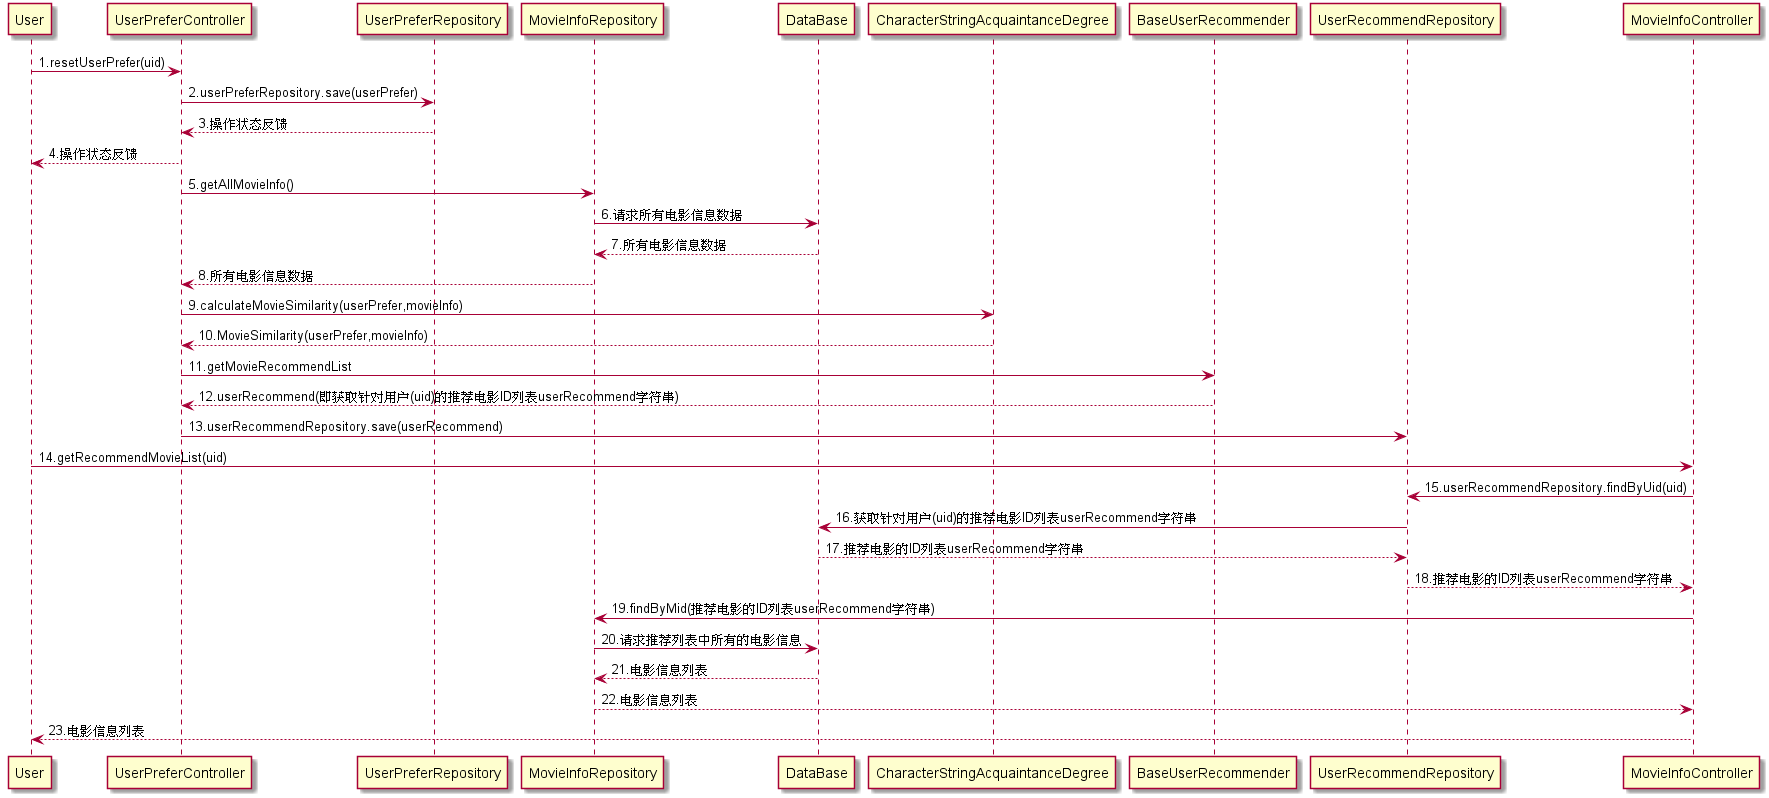 User
UserPreferController
UserPreferRepository
MovieInfoRepository
DataBase
CharacterStringAcquaintanceDegree
BaseUserRecommender
UserRecommendRepository
MovieInfoController
1.resetUserPrefer(uid)
2.userPreferRepository.save(userPrefer)
3.操作状态反馈
4.操作状态反馈
5.getAllMovieInfo()
6.请求所有电影信息数据
7.所有电影信息数据
8.所有电影信息数据
9.calculateMovieSimilarity(userPrefer,movieInfo)
10.MovieSimilarity(userPrefer,movieInfo)
11.getMovieRecommendList
12.userRecommend(即获取针对用户(uid)的推荐电影ID列表userRecommend字符串)
13.userRecommendRepository.save(userRecommend)
14.getRecommendMovieList(uid)
15.userRecommendRepository.findByUid(uid)
16.获取针对用户(uid)的推荐电影ID列表userRecommend字符串
17.推荐电影的ID列表userRecommend字符串
18.推荐电影的ID列表userRecommend字符串
19.findByMid(推荐电影的ID列表userRecommend字符串)
20.请求推荐列表中所有的电影信息
21.电影信息列表
22.电影信息列表
23.电影信息列表
User
UserPreferController
UserPreferRepository
MovieInfoRepository
DataBase
CharacterStringAcquaintanceDegree
BaseUserRecommender
UserRecommendRepository
MovieInfoController